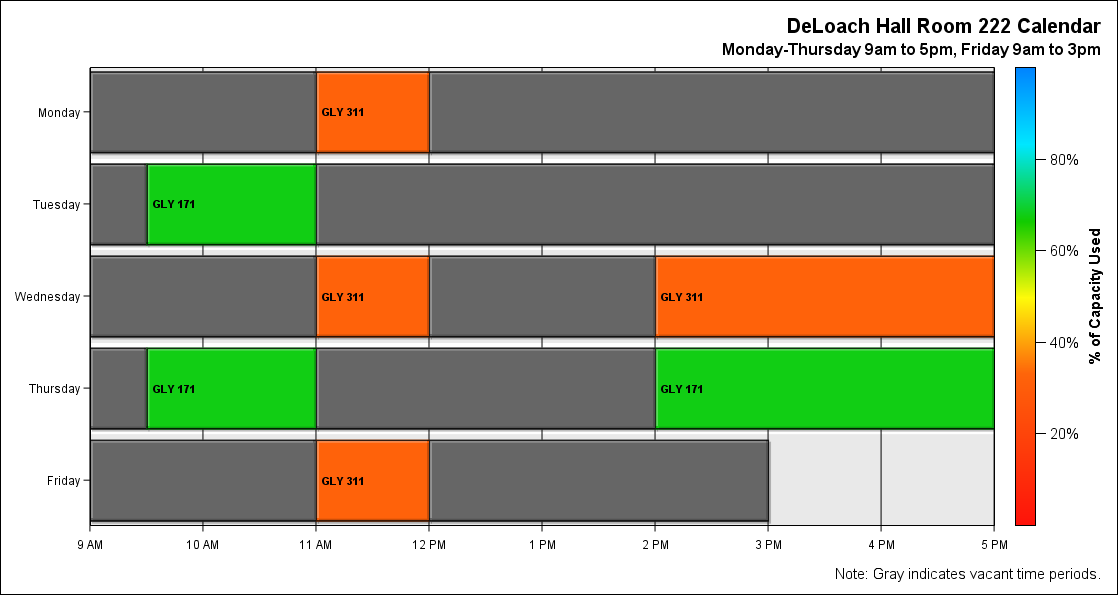 DeLoach Hall Room 222 Calendar
Monday-Thursday 9am to 5pm, Friday 9am to 3pm
Monday
GLY 311
Tuesday
GLY 171
Wednesday
GLY 311
GLY 311
Thursday
GLY 171
GLY 171
Friday
GLY 311
9 AM
10 AM
11 AM
12 PM
1 PM
2 PM
3 PM
4 PM
5 PM
80%
60%
40%
20%
% of Capacity Used
Note: Gray indicates vacant time periods.